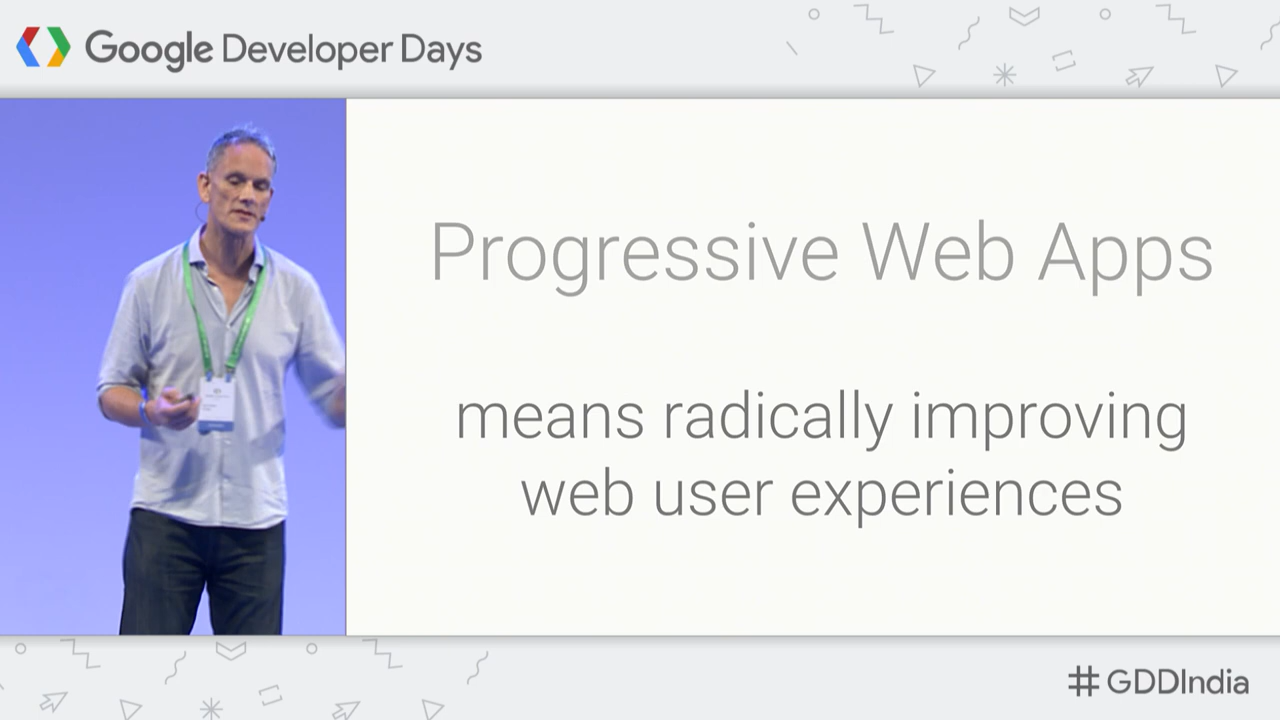 Google Developer Days
Progressive Web Apps
means radically improving
web user experiences
#GDDIndia